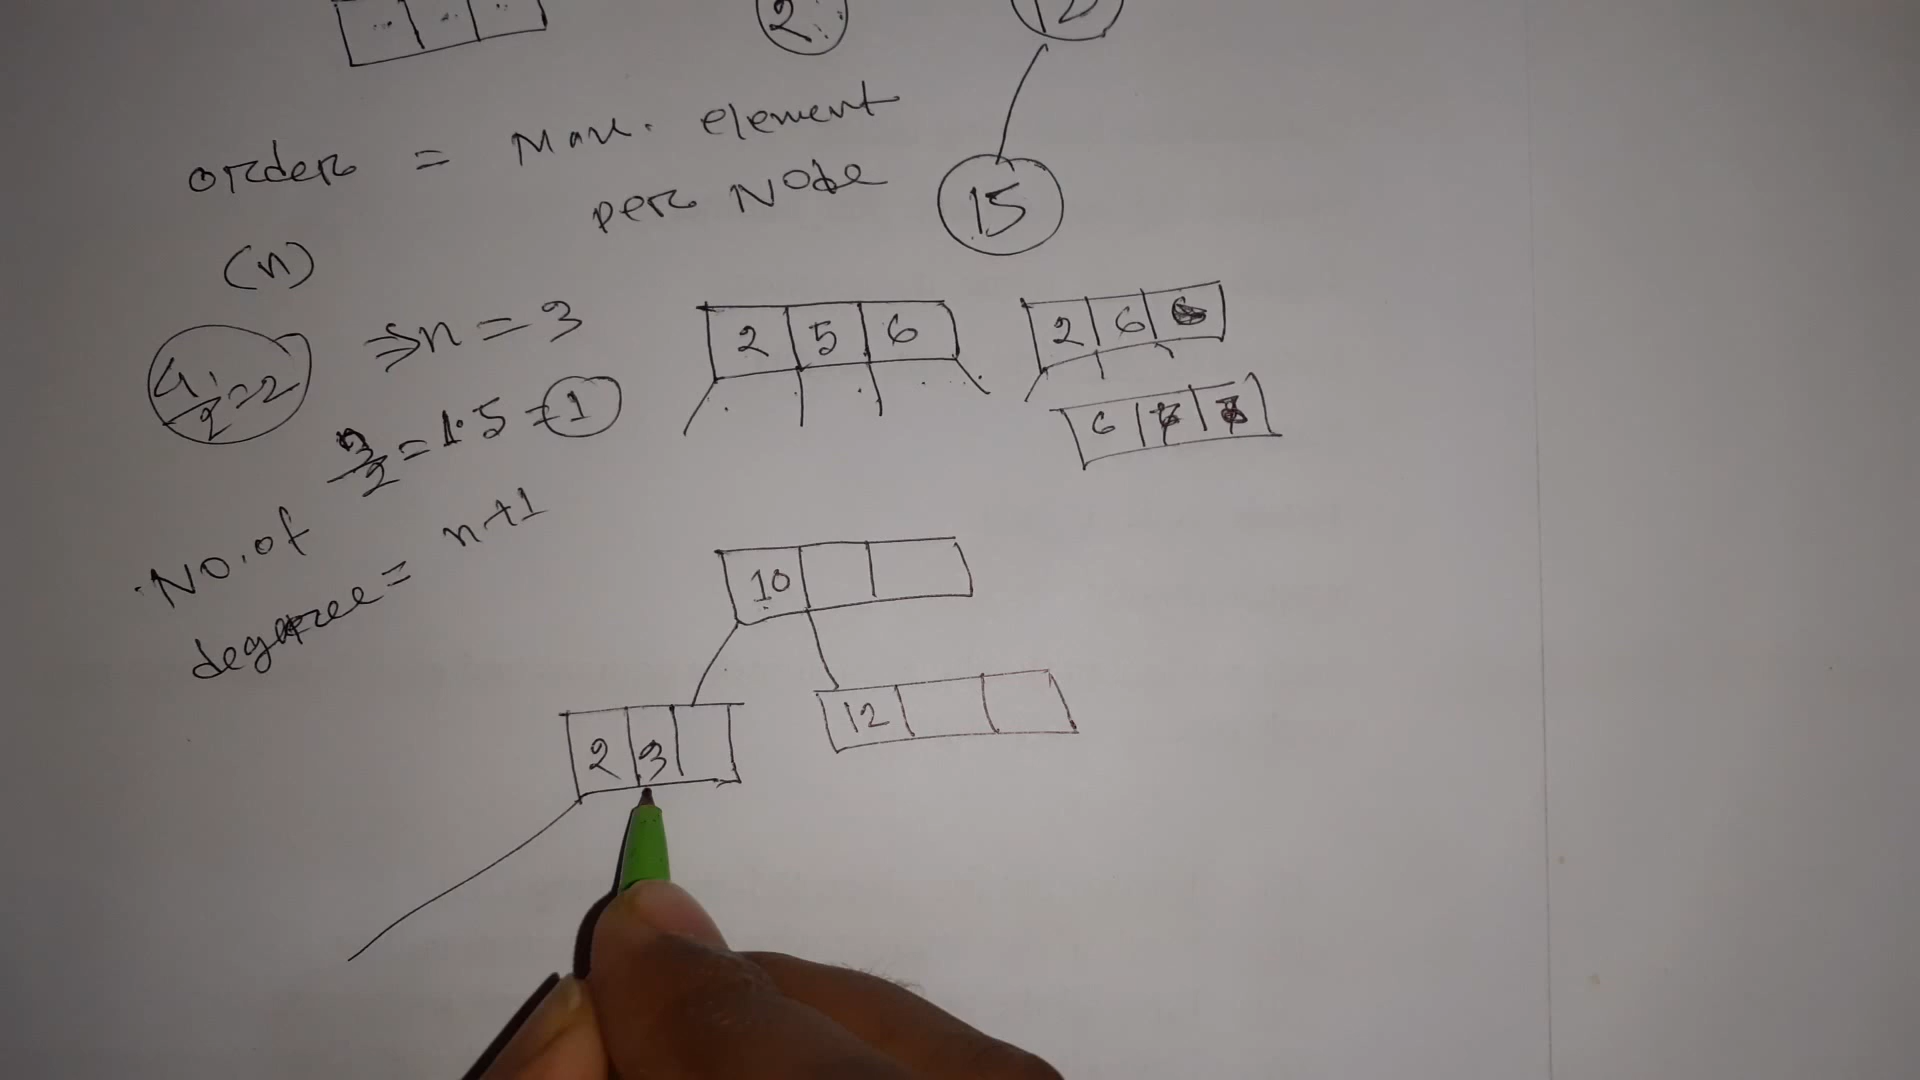 2
12
order = Max. element
per Node
15
(n)
4/2 = 2
⇒ n = 3
2 5 6
2 6
3/2 = 1.5 = 1
6
No. of
degree = n+1
10
12
2 3